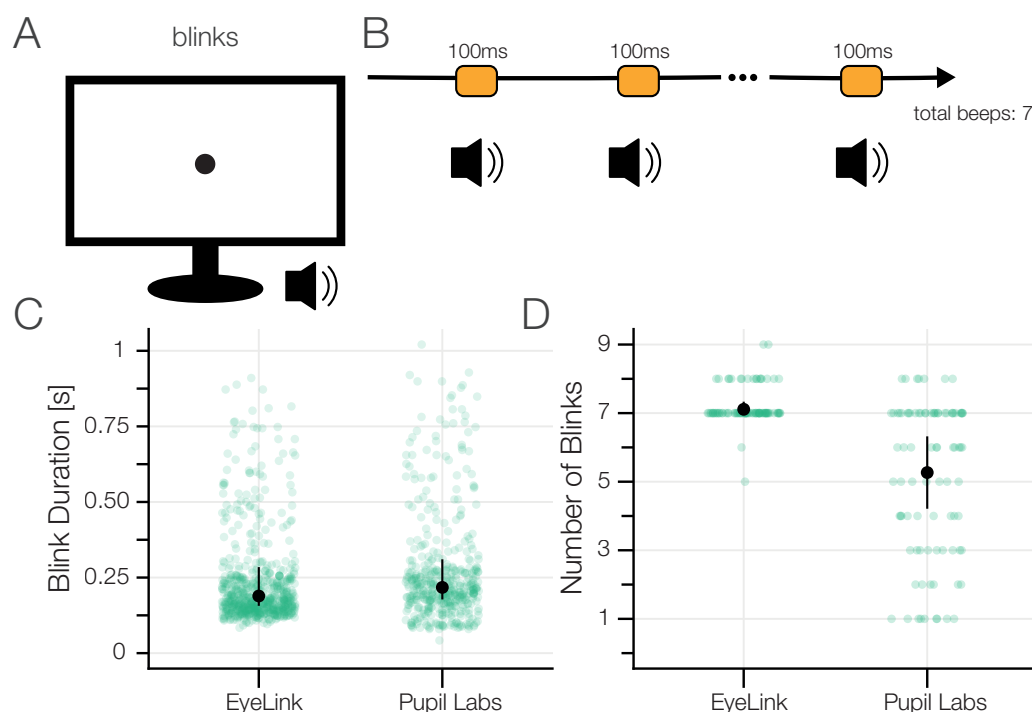 A
blinks
B
100ms
100ms
100ms
total beeps: 7
C
Blink Duration [s]
1
0.75
0.50
0.25
0
EyeLink
Pupil Labs
D
Number of Blinks
9
7
5
3
1
EyeLink
Pupil Labs